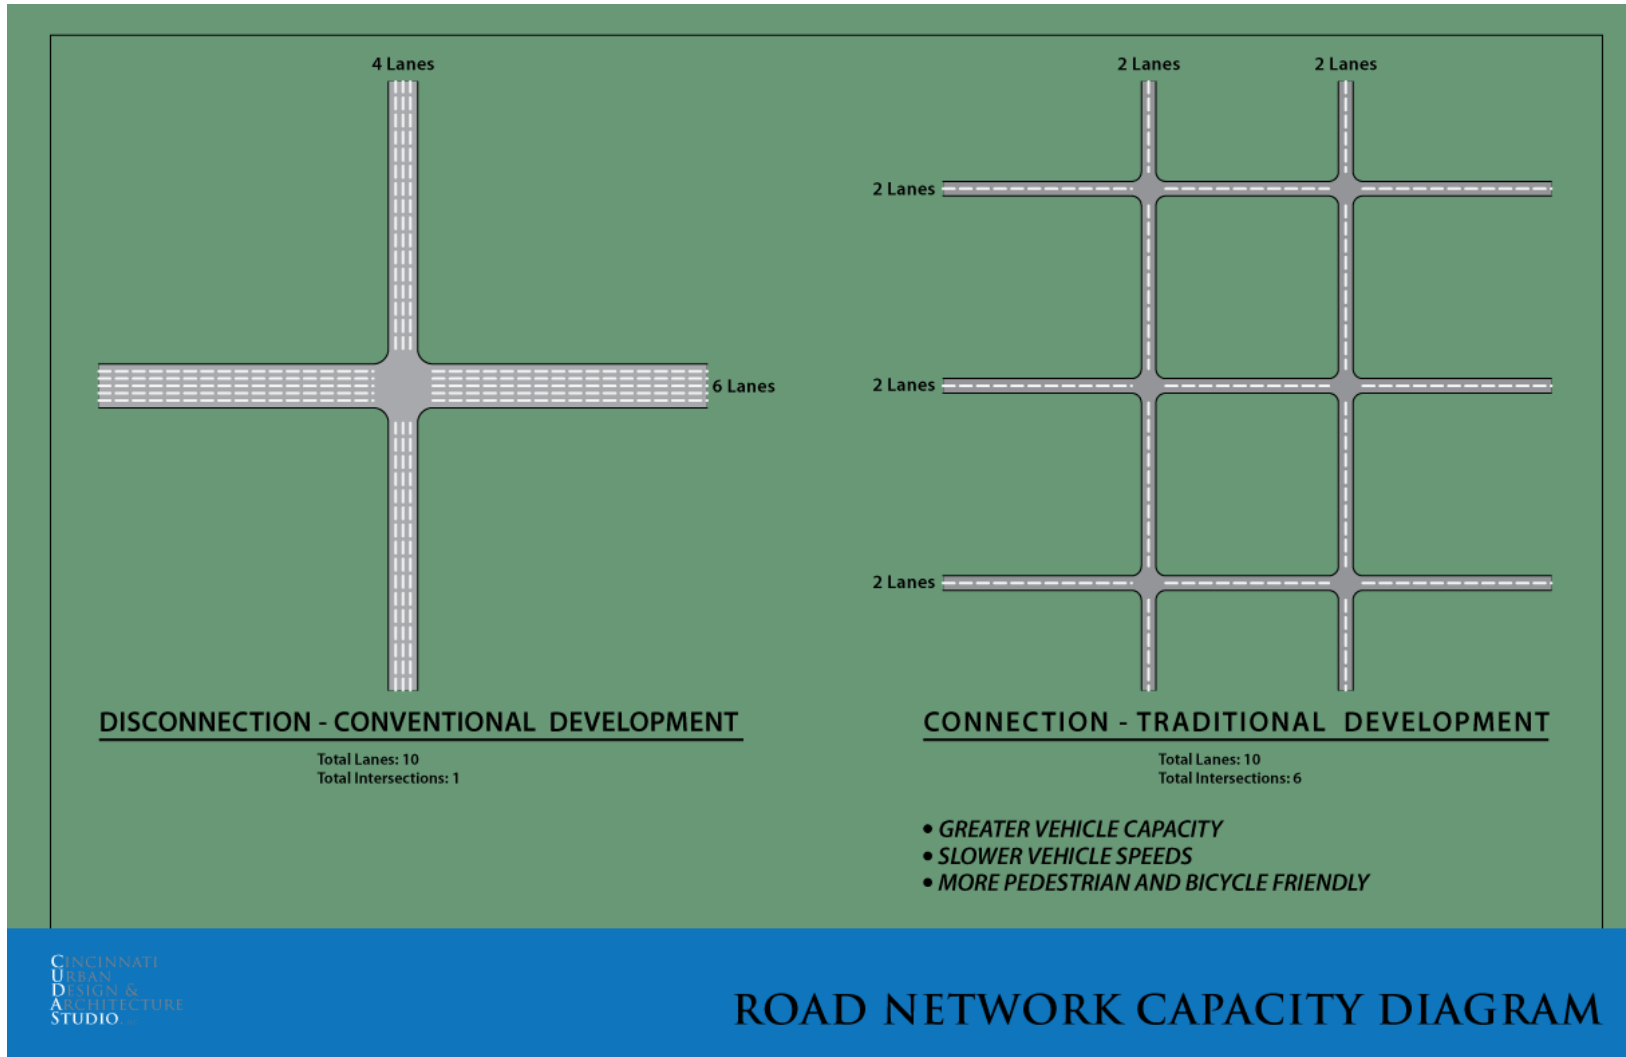 4 Lanes
6 Lanes
DISCONNECTION - CONVENTIONAL DEVELOPMENT
Total Lanes: 10
Total Intersections: 1
2 Lanes
2 Lanes
2 Lanes
2 Lanes
2 Lanes
CONNECTION - TRADITIONAL DEVELOPMENT
Total Lanes: 10
Total Intersections: 6
• GREATER VEHICLE CAPACITY
• SLOWER VEHICLE SPEEDS
• MORE PEDESTRIAN AND BICYCLE FRIENDLY
CINCINNATI
URBAN
DESIGN &
ARCHITECTURE
STUDIO
ROAD NETWORK CAPACITY DIAGRAM